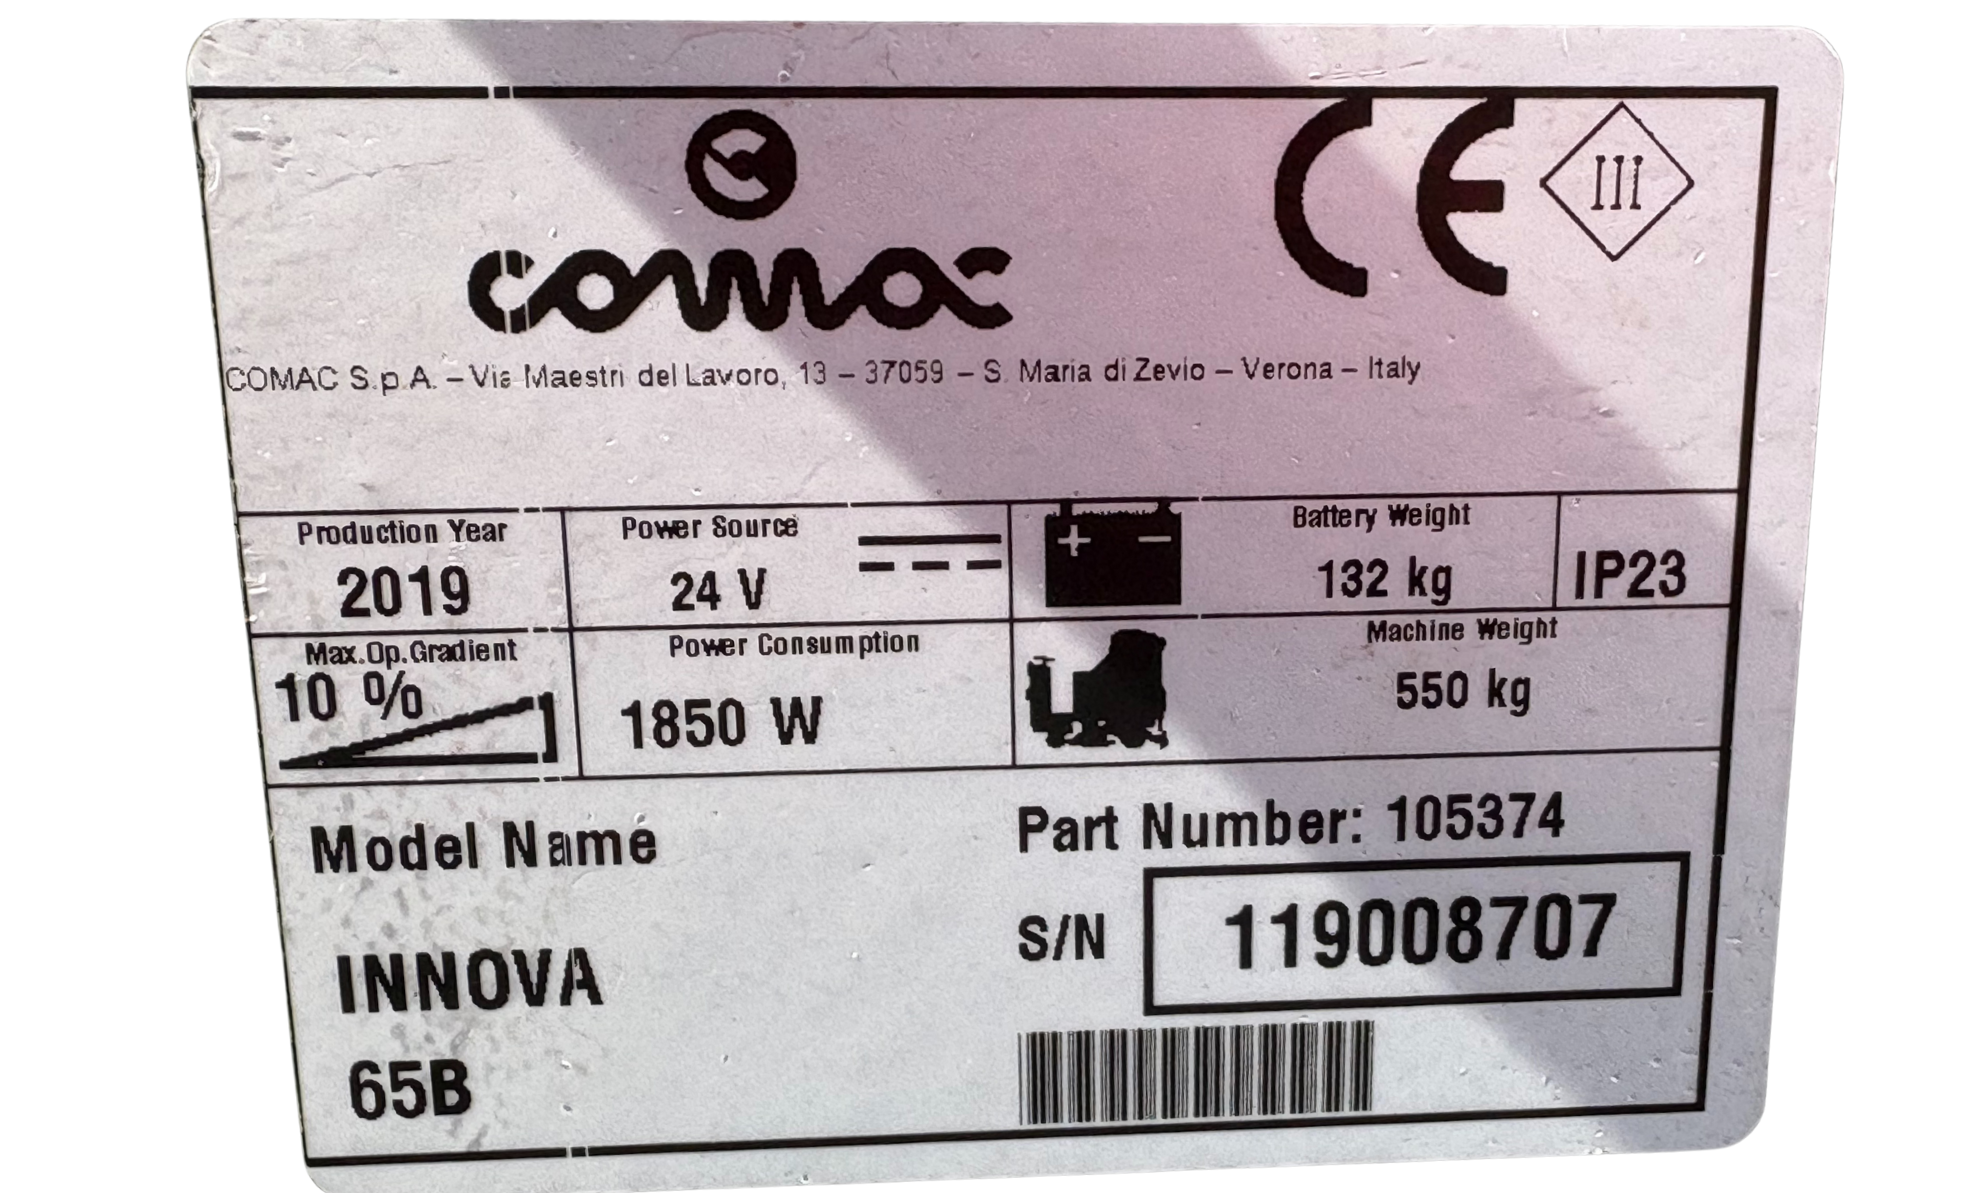 comac
CE
III
COMAC S.p.A. – Via Maestri del Lavoro, 13 – 37059 – S. Maria di Zevio – Verona – Italy
Production Year
2019
Power Source
24 V
+ −
Battery Weight
132 kg
IP23
Max.Op.Gradient
10 %
Power Consumption
1850 W
Machine Weight
550 kg
Model Name
INNOVA
65B
Part Number: 105374
S/N
119008707